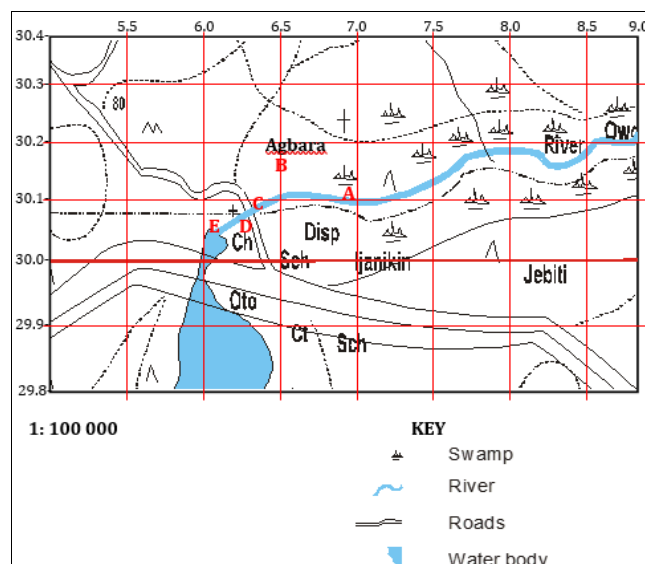 5.5 6.0 6.5 7.0 7.5 8.0 8.5 9.0
30.4
30.3
80
30.2
Agbara
River Owo
B
30.1
A
C
E D
Disp
Ch
30.0
Sch Ijanikin
Jebiti
Oto
29.9
Ct Sch
29.8
1: 100 000
KEY
Swamp
River
Roads
Water body